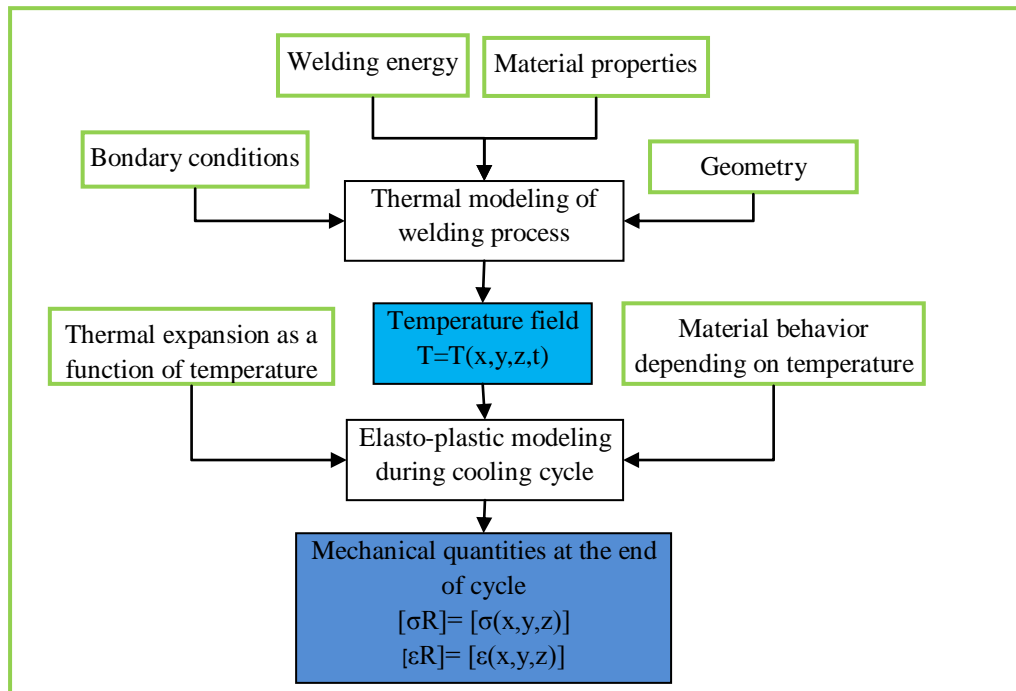 Welding energy
Material properties
Bondary conditions
Geometry
Thermal modeling of
welding process
Temperature field
T=T(x,y,z,t)
Thermal expansion as a
function of temperature
Material behavior
depending on temperature
Elasto-plastic modeling
during cooling cycle
Mechanical quantities at the end
of cycle
[σR]= [σ(x,y,z)]
[εR]= [ε(x,y,z)]